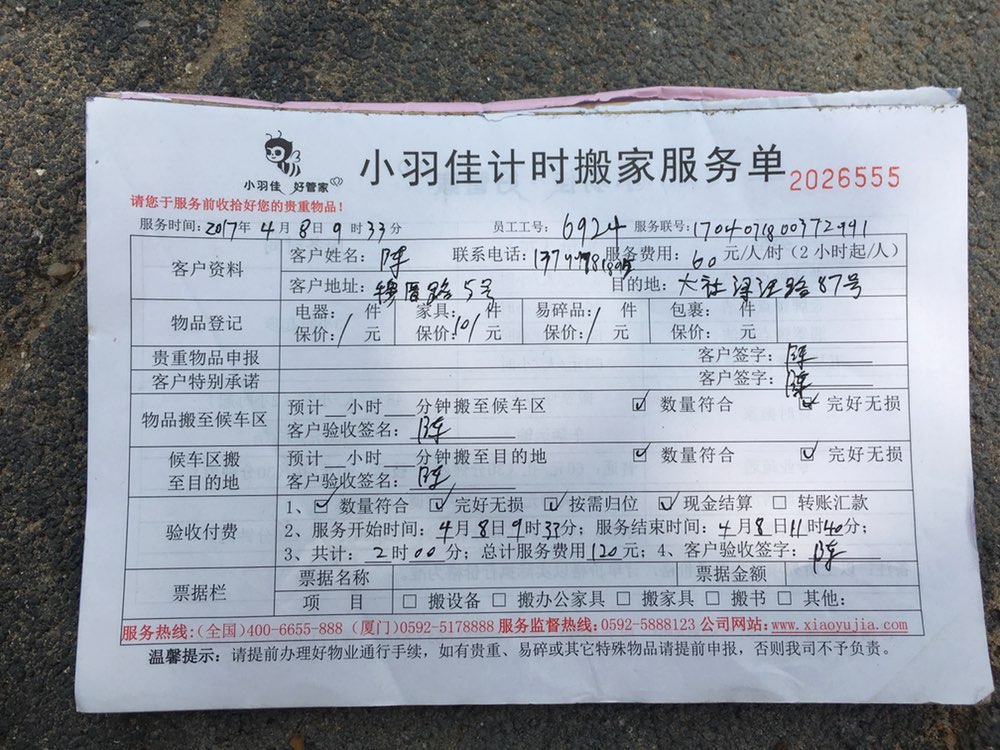 小羽佳 好管家
小羽佳计时搬家服务单 2026555
请您于服务前收拾好您的贵重物品！
服务时间：2017年 4月 8日 9时 33分 员工工号：6924 服务联号：1704071800372991
客户资料 客户姓名：陈 联系电话： 服务费用：60元/人/时（2小时起/人）
客户地址： 路5号 目的地：大社 路87号
物品登记 电器： 件 家具： 件 易碎品： 件 包裹： 件
保价：/ 元 保价：10/ 元 保价：/ 元 保价： 元
贵重物品申报 客户签字：陈
客户特别承诺 客户签字：陈
物品搬至候车区 预计__小时___分钟搬至候车区 ☑ 数量符合 ☑ 完好无损
客户验收签名：陈
候车区搬至目的地 预计__小时___分钟搬至目的地 ☑ 数量符合 ☑ 完好无损
客户验收签名：陈
验收付费 1、☑数量符合 ☑完好无损 ☑按需归位 ☑现金结算 □ 转账汇款
2、服务开始时间：4月8日9时33分；服务结束时间：4月8日11时40分；
3、共计：2时00分；总计服务费用120元；4、客户验收签字：陈
票据栏 票据名称 票据金额
项 目 □ 搬设备 □ 搬办公家具 □ 搬家具 □ 搬书 □ 其他：
服务热线：(全国)400-6655-888 (厦门)0592-5178888 服务监督热线：0592-5888123 公司网站：www.xiaoyujia.com
温馨提示：请提前办理好物业通行手续，如有贵重、易碎或其它特殊物品请提前申报，否则我司不予负责。